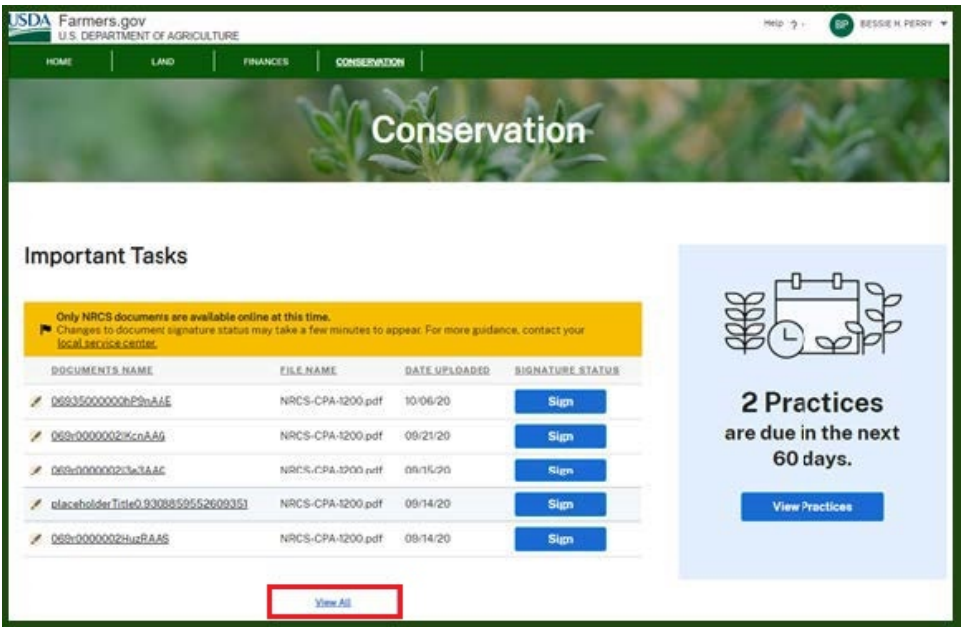 USDA Farmers.gov
U.S. DEPARTMENT OF AGRICULTURE
Help ?
BP BESSIE H. PERRY
HOME LAND FINANCES CONSERVATION
Conservation
Important Tasks
Only NRCS documents are available online at this time.
Changes to document signature status may take a few minutes to appear. For more guidance, contact your
local service center.
DOCUMENTS NAME FILE NAME DATE UPLOADED SIGNATURE STATUS
NRCS-CPA-1200.pdf 10/06/20 Sign
NRCS-CPA-1200.pdf 09/21/20 Sign
NRCS-CPA-1200.pdf 09/15/20 Sign
placeholderTitle0.9308859552609351 NRCS-CPA-1200.pdf 09/14/20 Sign
069r0000002HuzRAAS NRCS-CPA-1200.pdf 09/14/20 Sign
View All
2 Practices
are due in the next
60 days.
View Practices